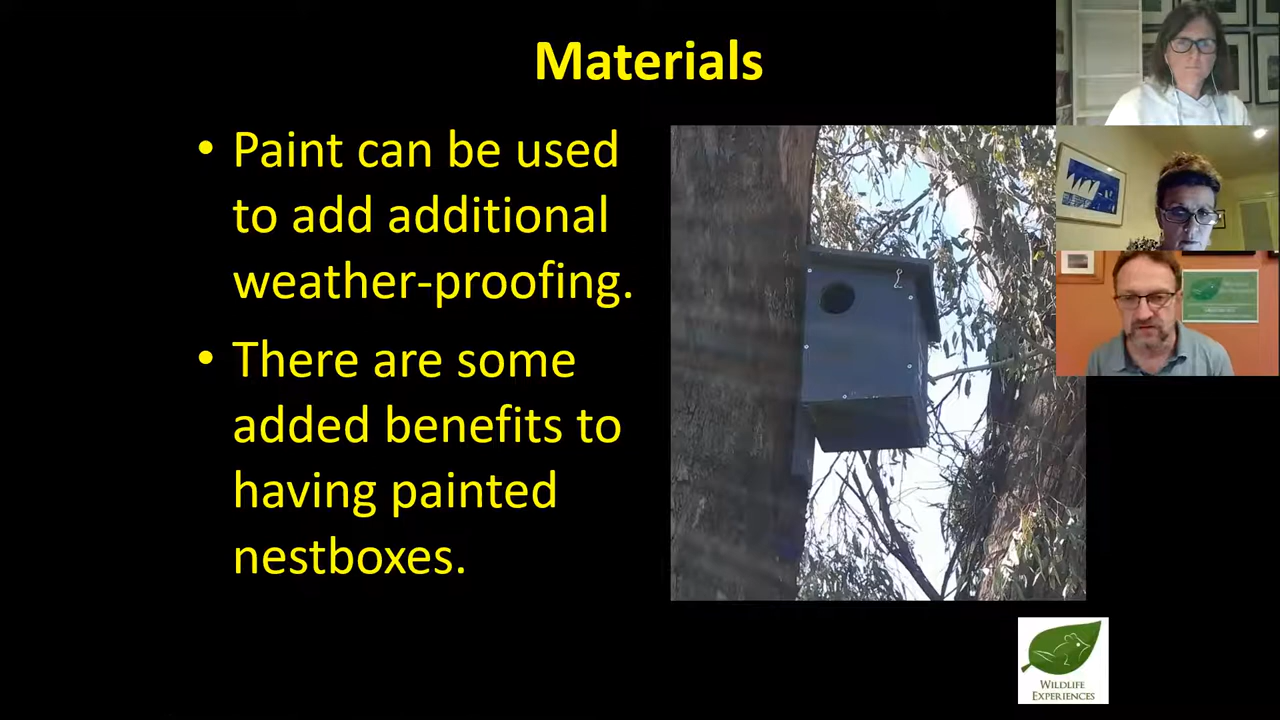 Materials
• Paint can be used
to add additional
weather-proofing.
• There are some
added benefits to
having painted
nestboxes.
WILDLIFE
EXPERIENCES